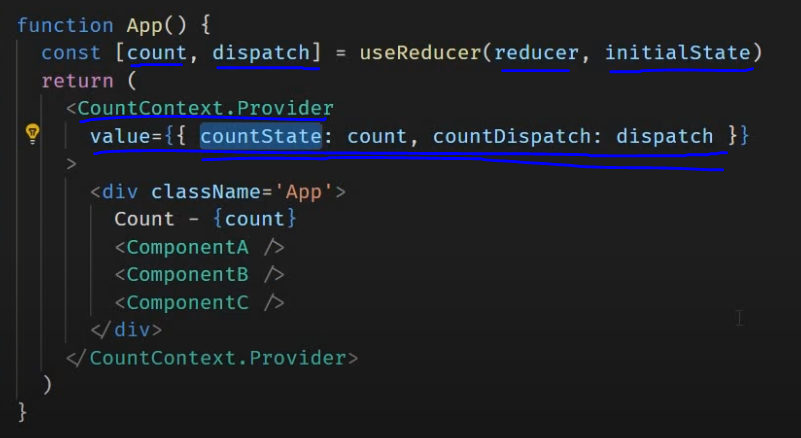 function App() {
const [count, dispatch] = useReducer(reducer, initialState)
return (
<CountContext.Provider
value={{ countState: count, countDispatch: dispatch }}
>
<div className='App'>
Count - {count}
<ComponentA />
<ComponentB />
<ComponentC />
</div>
</CountContext.Provider>
)
}